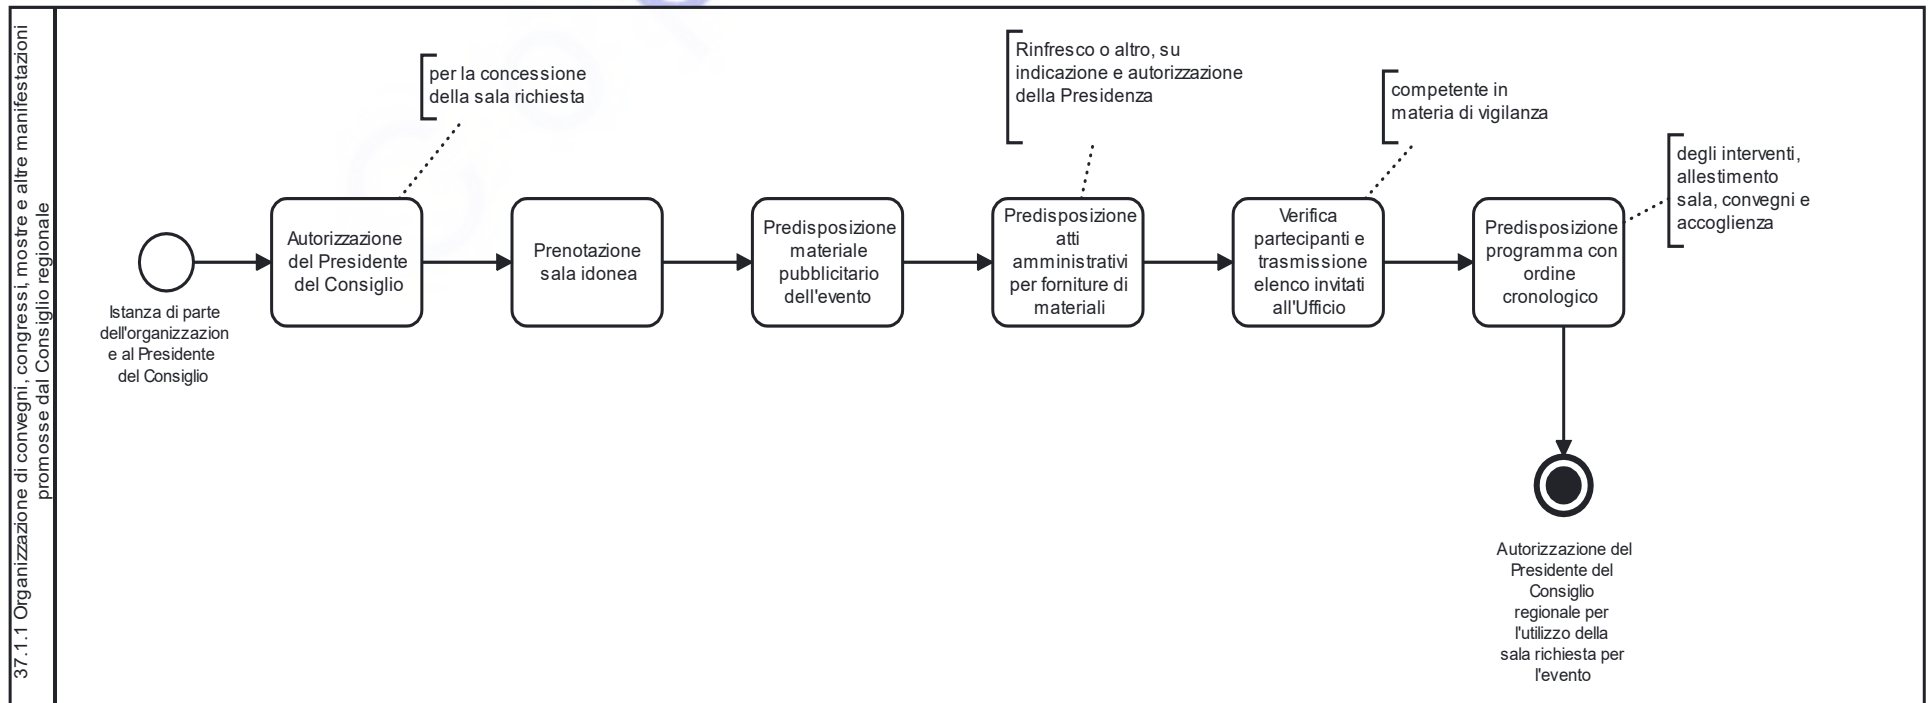 37.1.1 Organizzazione di convegni, congressi, mostre e altre manifestazioni
promosse dal Consiglio regionale
Istanza di parte
dell'organizzazion
e al Presidente
del Consiglio
per la concessione
della sala richiesta
Autorizzazione
del Presidente
del Consiglio
Prenotazione
sala idonea
Predisposizione
materiale
pubblicitario
dell'evento
Rinfresco o altro, su
indicazione e autorizzazione
della Presidenza
Predisposizione
atti
amministrativi
per forniture di
materiali
competente in
materia di vigilanza
Verifica
partecipanti e
trasmissione
elenco invitati
all'Ufficio
degli interventi,
allestimento
sala, convegni e
accoglienza
Predisposizione
programma con
ordine
cronologico
Autorizzazione del
Presidente del
Consiglio
regionale per
l'utilizzo della
sala richiesta per
l'evento